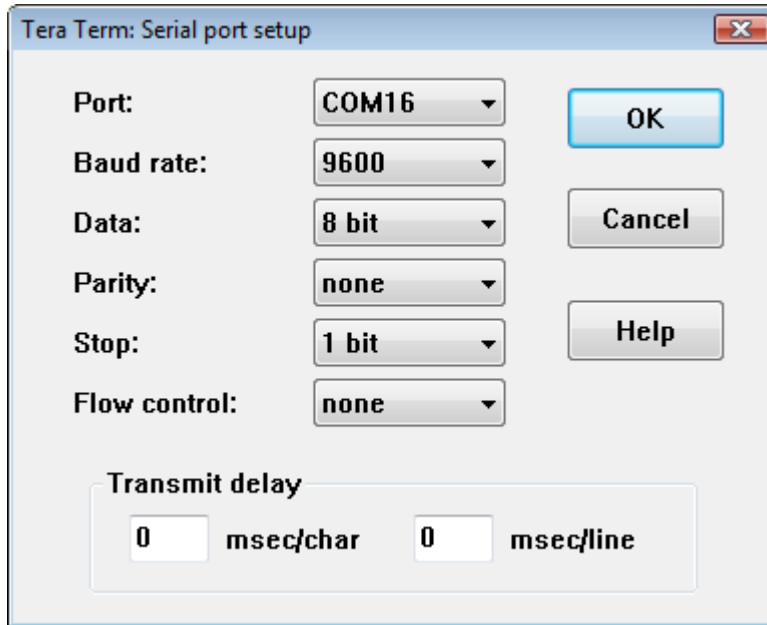 Tera Term: Serial port setup
Port: COM16 OK
Baud rate: 9600
Data: 8 bit Cancel
Parity: none
Stop: 1 bit Help
Flow control: none
Transmit delay
0 msec/char 0 msec/line